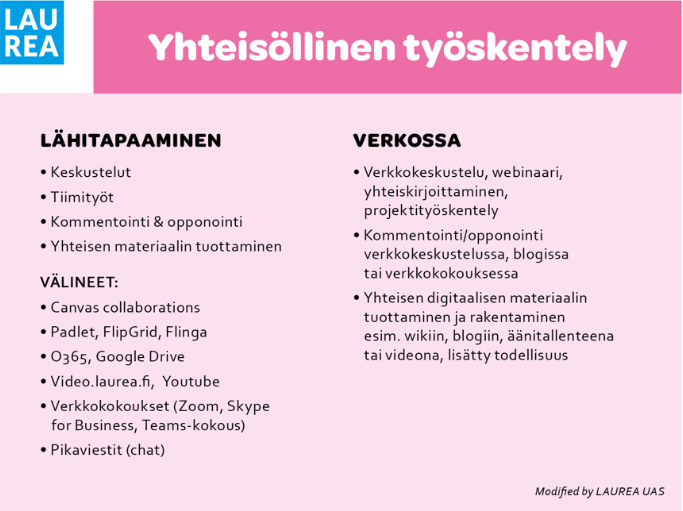 LAU
REA
Yhteisöllinen työskentely
LÄHITAPAAMINEN
• Keskustelut
• Tiimityöt
• Kommentointi & opponointi
• Yhteisen materiaalin tuottaminen
VÄLINEET:
• Canvas collaborations
• Padlet, FlipGrid, Flinga
• O365, Google Drive
• Video.laurea.fi, Youtube
• Verkkokokoukset (Zoom, Skype
for Business, Teams-kokous)
• Pikaviestit (chat)
VERKOSSA
• Verkkokeskustelu, webinaari,
yhteiskirjoittaminen,
projektityöskentely
• Kommentointi/opponointi
verkkokeskustelussa, blogissa
tai verkkokokouksessa
• Yhteisen digitaalisen materiaalin
tuottaminen ja rakentaminen
esim. wikiin, blogiin, äänitallenteena
tai videona, lisätty todellisuus
Modified by LAUREA UAS